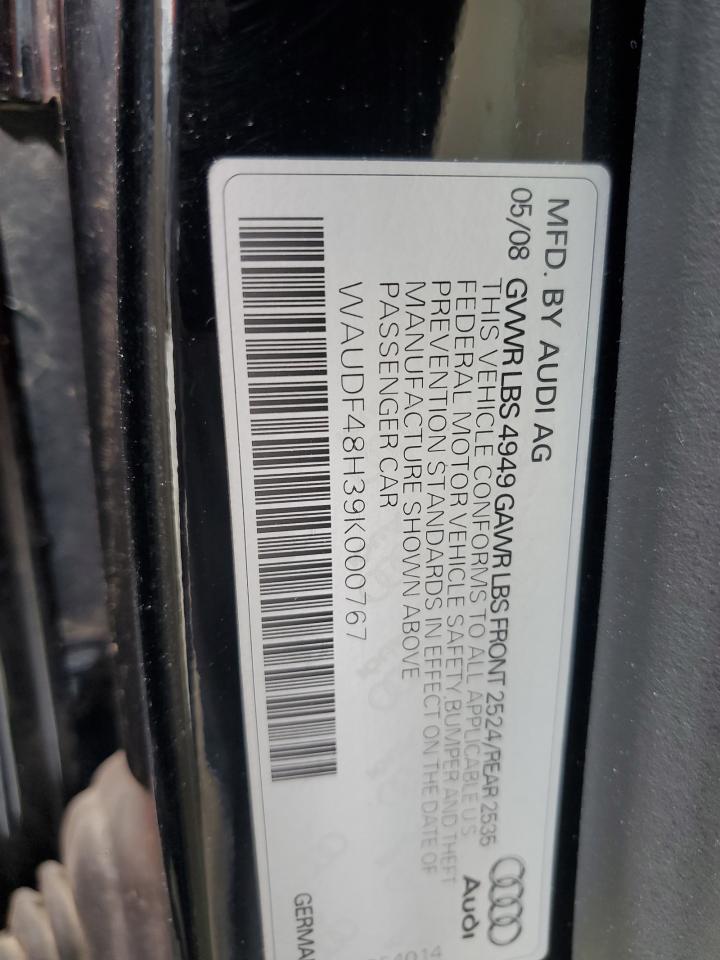 MFD. BY AUDI AG
05/08 GVWR LBS 4949 GAWR LBS FRONT 2524/REAR 2535
THIS VEHICLE CONFORMS TO ALL APPLICABLE U.S.
FEDERAL MOTOR VEHICLE SAFETY, BUMPER AND THEFT
PREVENTION STANDARDS IN EFFECT ON THE DATE OF
MANUFACTURE SHOWN ABOVE
PASSENGER CAR
WAUDF48H39K000767
Audi